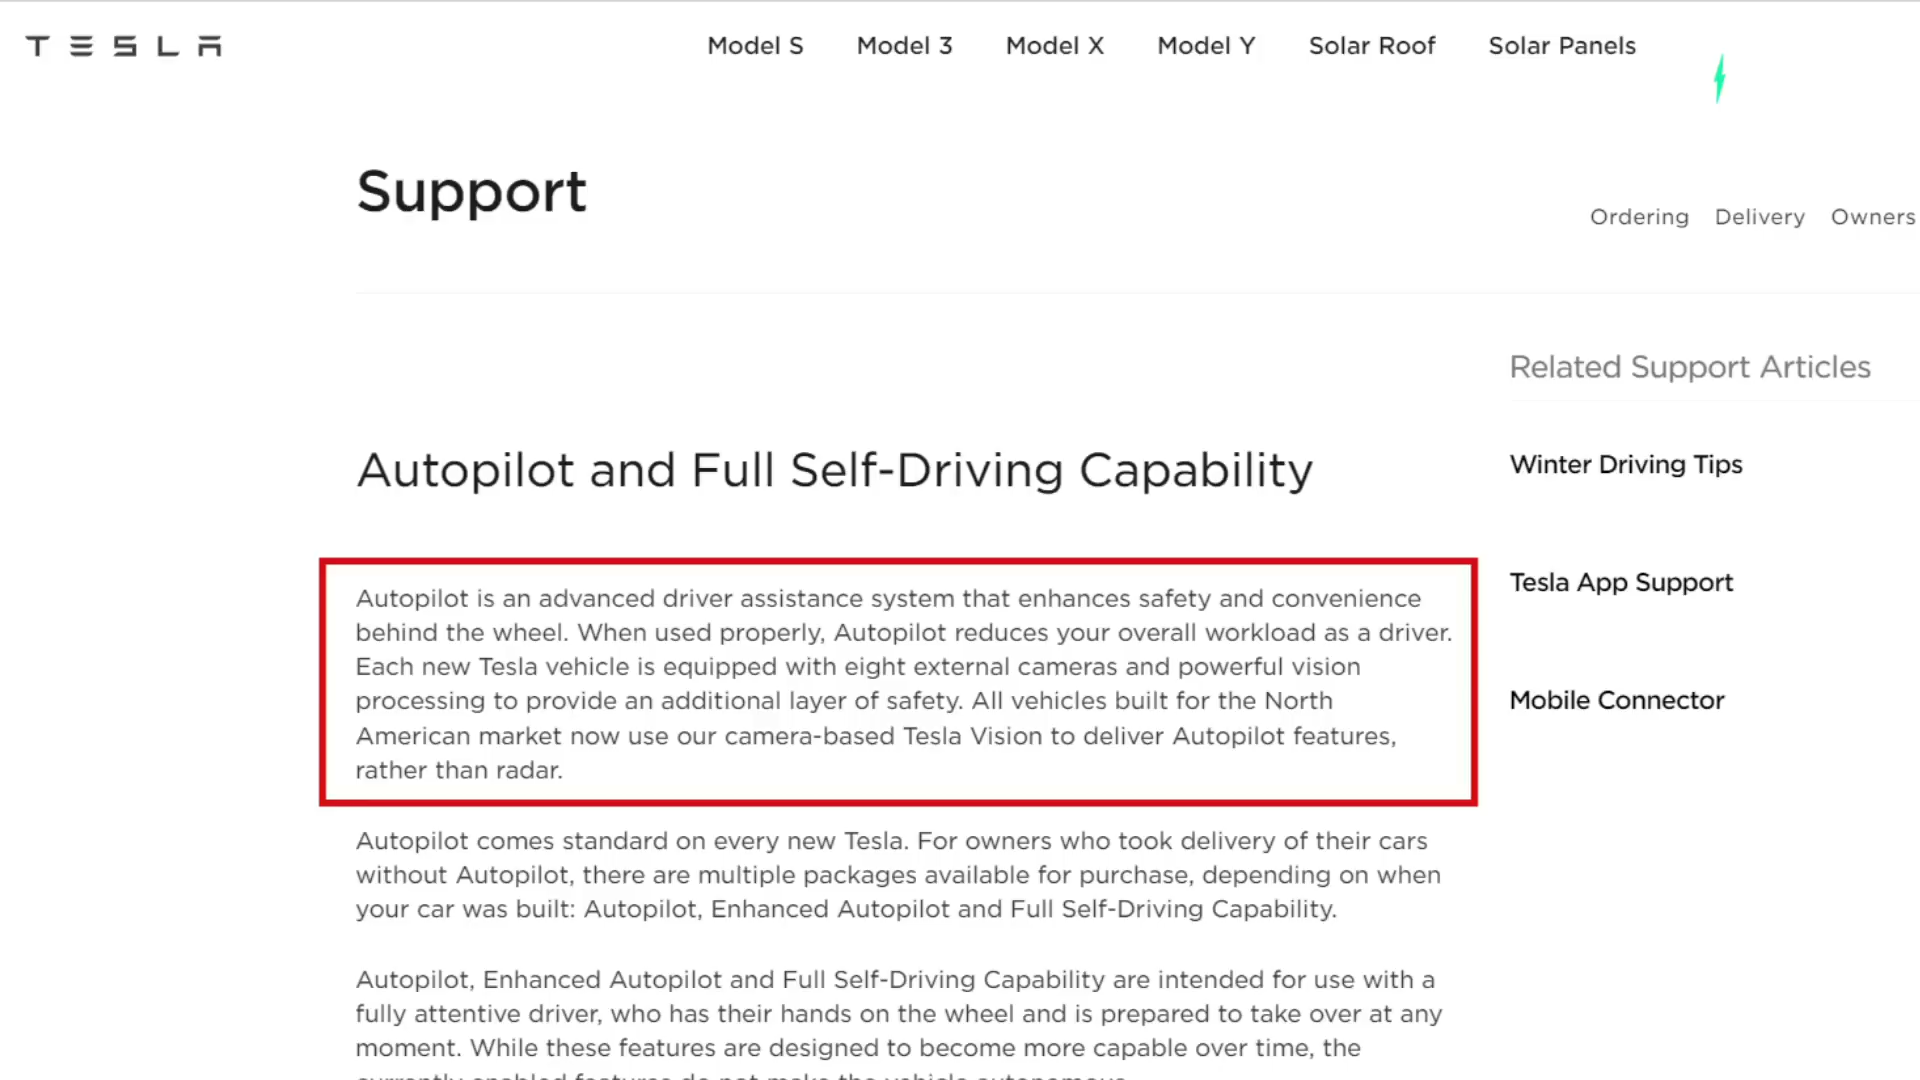 TESLA
Model S
Model 3
Model X
Model Y
Solar Roof
Solar Panels
Support
Ordering
Delivery
Owners
Related Support Articles
Winter Driving Tips
Tesla App Support
Mobile Connector
Autopilot and Full Self-Driving Capability
Autopilot is an advanced driver assistance system that enhances safety and convenience
behind the wheel. When used properly, Autopilot reduces your overall workload as a driver.
Each new Tesla vehicle is equipped with eight external cameras and powerful vision
processing to provide an additional layer of safety. All vehicles built for the North
American market now use our camera-based Tesla Vision to deliver Autopilot features,
rather than radar.
Autopilot comes standard on every new Tesla. For owners who took delivery of their cars
without Autopilot, there are multiple packages available for purchase, depending on when
your car was built: Autopilot, Enhanced Autopilot and Full Self-Driving Capability.
Autopilot, Enhanced Autopilot and Full Self-Driving Capability are intended for use with a
fully attentive driver, who has their hands on the wheel and is prepared to take over at any
moment. While these features are designed to become more capable over time, the
currently enabled features do not make the vehicle autonomous.